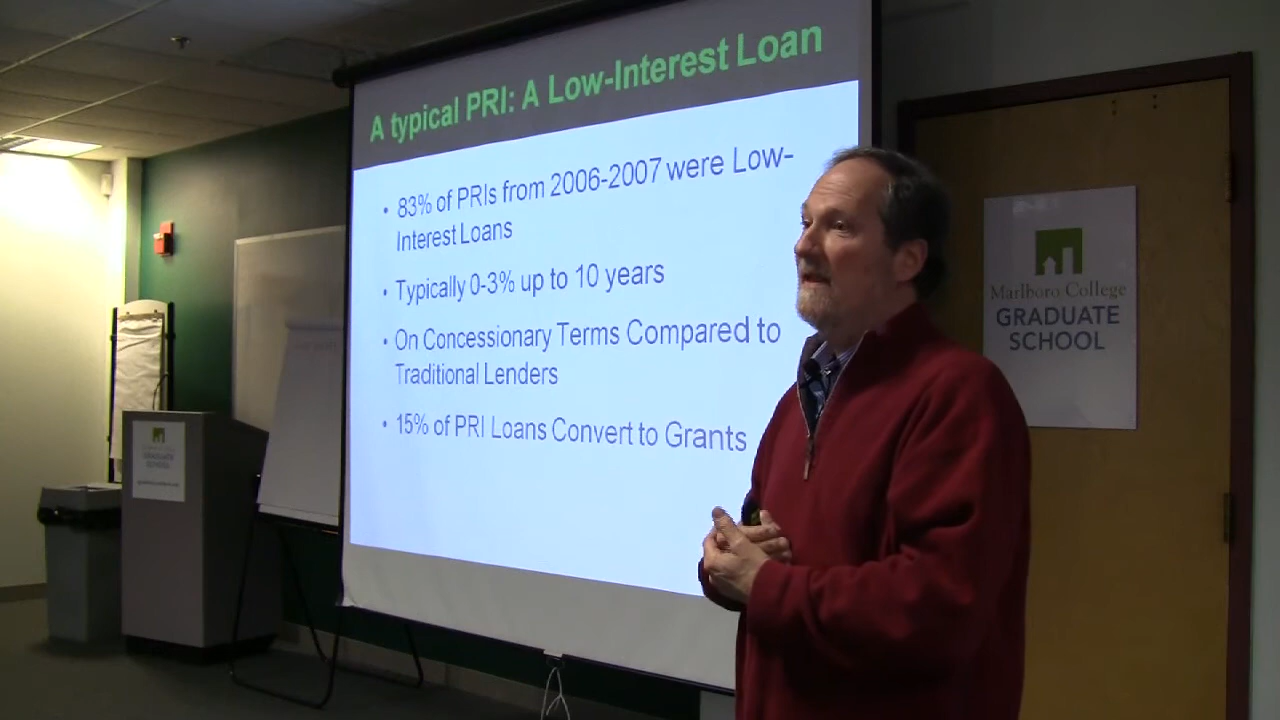 A typical PRI: A Low-Interest Loan
• 83% of PRIs from 2006-2007 were Low-
Interest Loans
• Typically 0-3% up to 10 years
• On Concessionary Terms Compared to
Traditional Lenders
• 15% of PRI Loans Convert to Grants
Marlboro College
GRADUATE
SCHOOL
GRADUATE
SCHOOL